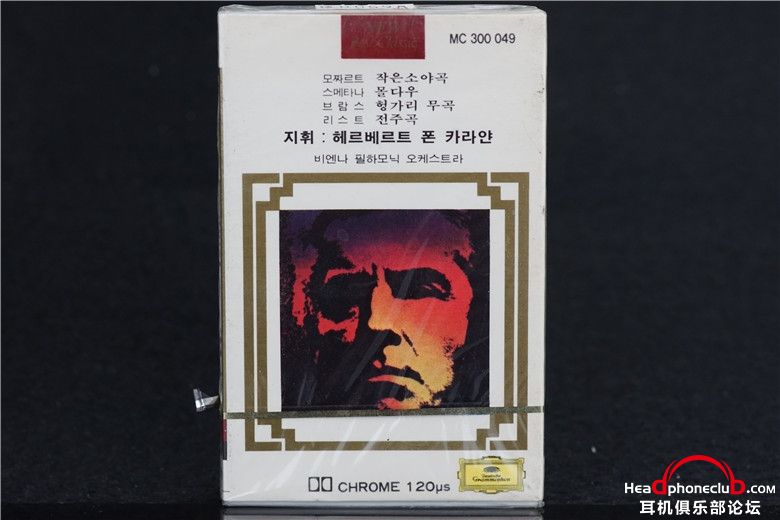 MC 300 049
모짜르트 작은소야곡
스메타나 몰다우
브람스 헝가리 무곡
리스트 전주곡
지휘 : 헤르베르트 폰 카라얀
비엔나 필하모닉 오케스트라
Deutsche
Grammophon
CHROME 120µs
Headphoneclub.com
耳机俱乐部论坛